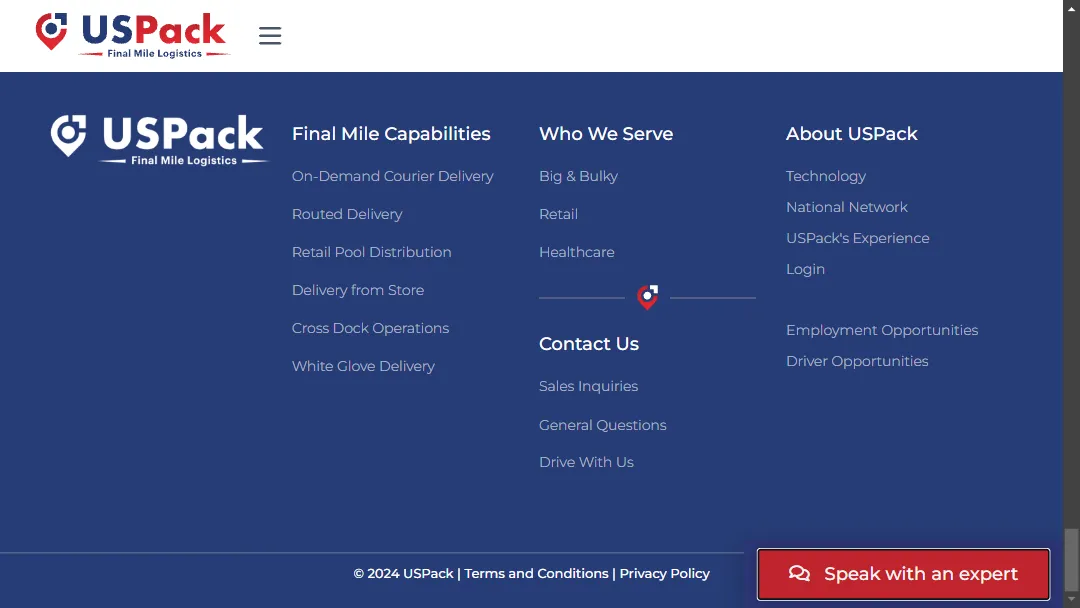 USPack
Final Mile Logistics
USPack
Final Mile Logistics
Final Mile Capabilities
On-Demand Courier Delivery
Routed Delivery
Retail Pool Distribution
Delivery from Store
Cross Dock Operations
White Glove Delivery
Who We Serve
Big & Bulky
Retail
Healthcare
Contact Us
Sales Inquiries
General Questions
Drive With Us
About USPack
Technology
National Network
USPack's Experience
Login
Employment Opportunities
Driver Opportunities
© 2024 USPack | Terms and Conditions | Privacy Policy
Speak with an expert